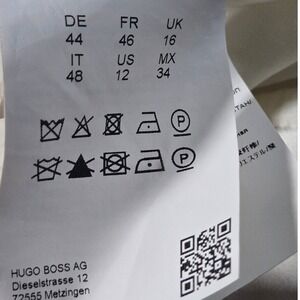 DE FR UK
44 46 16
IT US MX
48 12 34
P
P
HUGO BOSS AG
Dieselstrasse 12
72555 Metzingen